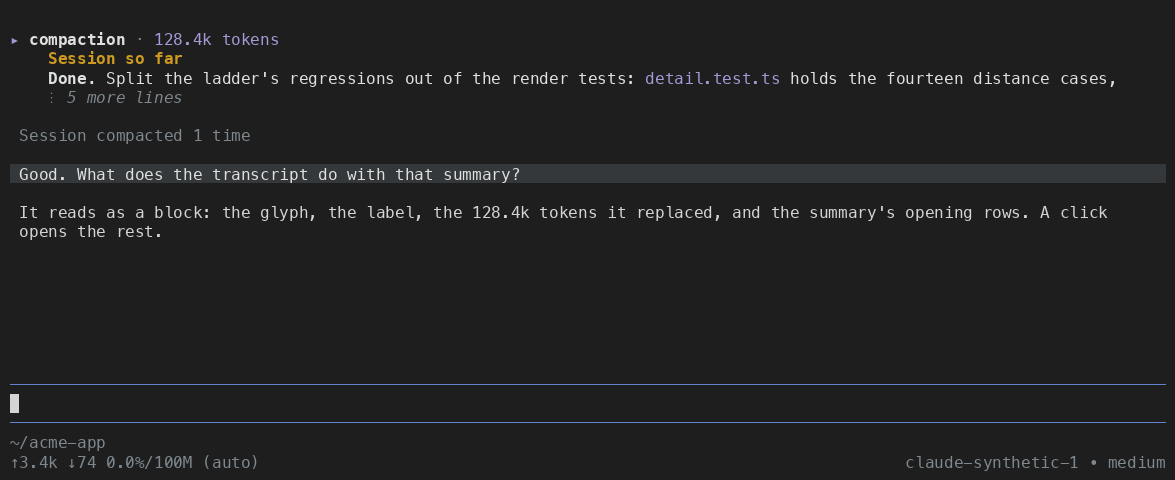 ▸ compaction · 128.4k tokens
Session so far
Done. Split the ladder's regressions out of the render tests: detail.test.ts holds the fourteen distance cases,
⋮ 5 more lines
Session compacted 1 time
Good. What does the transcript do with that summary?
It reads as a block: the glyph, the label, the 128.4k tokens it replaced, and the summary's opening rows. A click
opens the rest.
~/acme-app
↑3.4k ↓74 0.0%/100M (auto) claude-synthetic-1 • medium